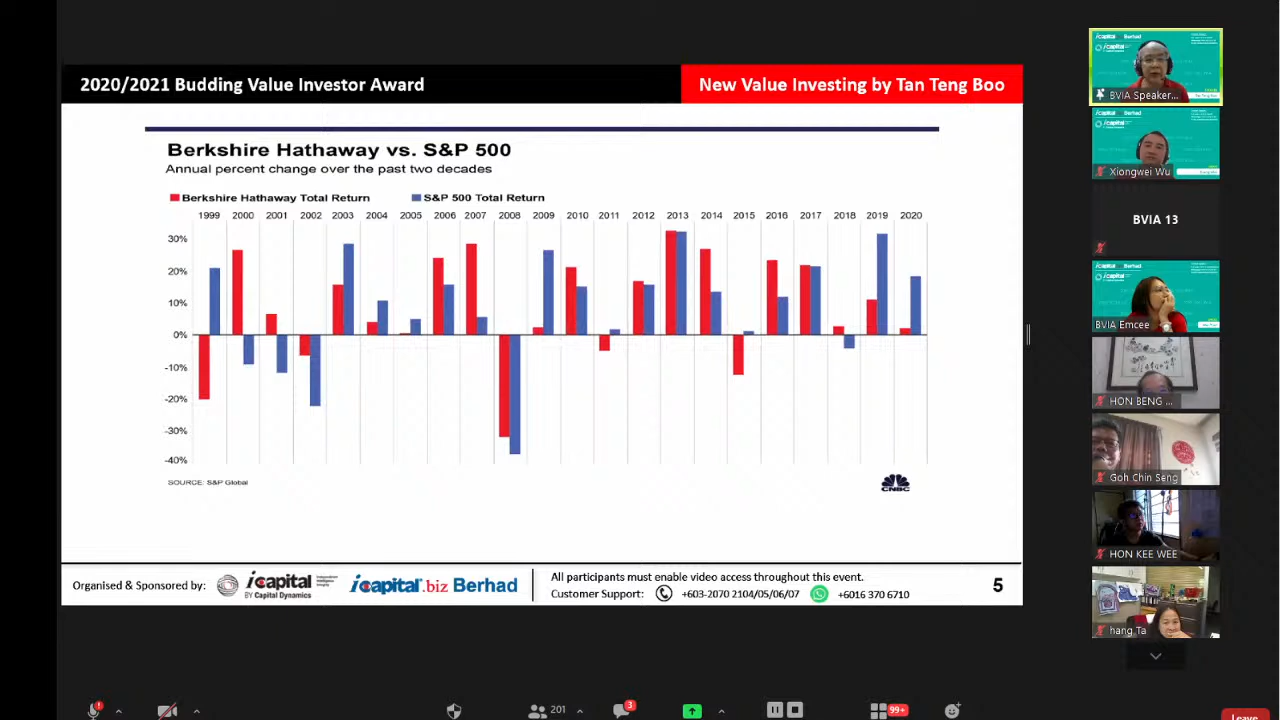 2020/2021 Budding Value Investor Award
New Value Investing by Tan Teng Boo
Berkshire Hathaway vs. S&P 500
Annual percent change over the past two decades
Berkshire Hathaway Total Return
S&P 500 Total Return
1999 2000 2001 2002 2003 2004 2005 2006 2007 2008 2009 2010 2011 2012 2013 2014 2015 2016 2017 2018 2019 2020
30%
20%
10%
0%
-10%
-20%
-30%
-40%
SOURCE: S&P Global
CNBC
Organised & Sponsored by:
icapital
BY Capital Dynamics
icapital.biz Berhad
All participants must enable video access throughout this event.
Customer Support: +603-2070 2104/05/06/07 +6016 370 6710
5
BVIA Speaker...
Xiongwei Wu
BVIA 13
BVIA Emcee
HON BENG ...
Goh Chin Seng
HON KEE WEE
hang Ta
201
3
99+
Leave